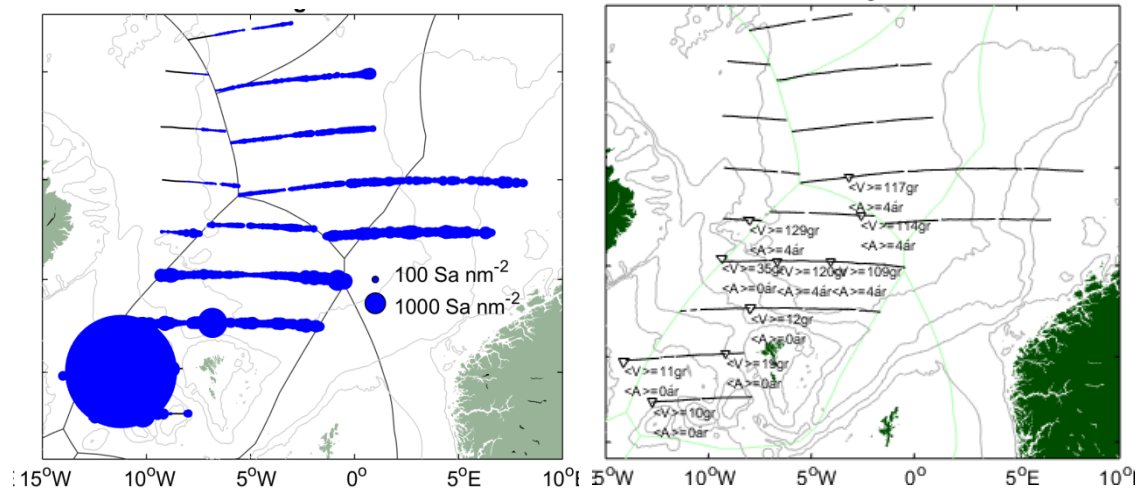 100 Sa nm-2
1000 Sa nm-2
15°W 10°W 5°W 0° 5°E
<V>=117gr
<A>=4ár
<V>=129gr
<A>=4ár
<V>=114gr
<A>=4ár
<V>=35gr
<A>=0ár
<V>=120gr
<A>=4ár
<V>=109gr
<A>=4ár
<V>=12gr
<A>=0ár
<V>=19gr
<A>=0ár
<V>=11gr
<A>=0ár
<V>=10gr
<A>=0ár
15°W 10°W 5°W 0° 5°E 10°E